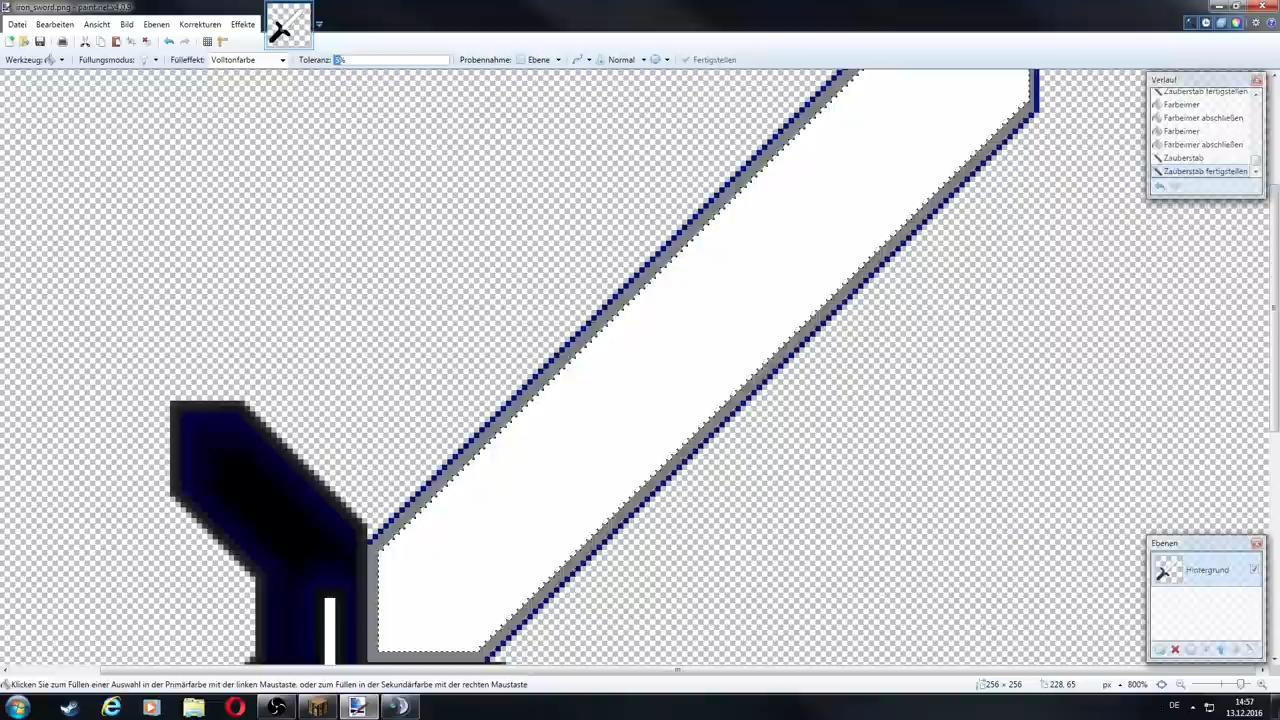 iron_sword.png - paint.net v4.0.5
Datei Bearbeiten Ansicht Bild Ebenen Korrekturen Effekte
Werkzeug: Füllungsmodus: Fülleffekt: Volltonfarbe Toleranz: Probennahme: Ebene Normal Fertigstellen
Verlauf
Zauberstab fertigstellen
Farbeimer
Farbeimer abschließen
Farbeimer
Farbeimer abschließen
Zauberstab
Zauberstab fertigstellen
Ebenen
Hintergrund
Klicken Sie zum Füllen einer Auswahl in der Primärfarbe mit der linken Maustaste, oder zum Füllen in der Sekundärfarbe mit der rechten Maustaste
256 × 256 228, 65 px 800%
DE 14:57
13.12.2016